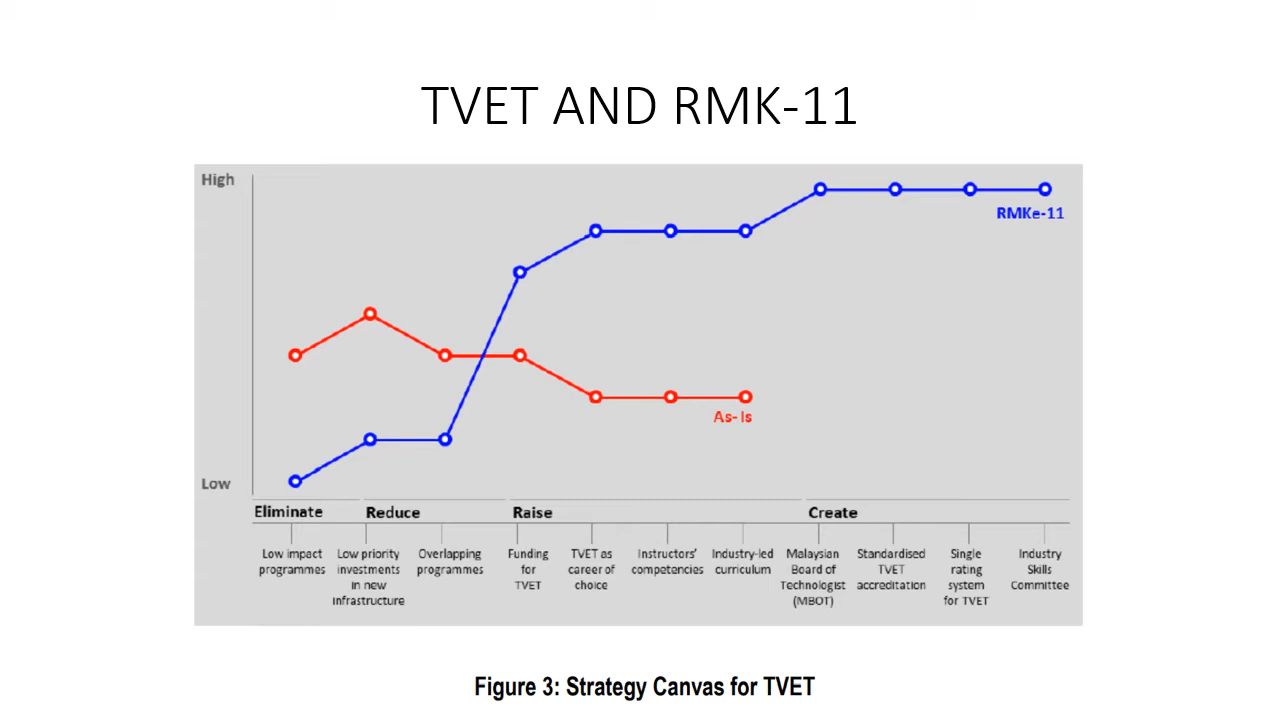 TVET AND RMK-11
High
RMKe-11
As-Is
Low
Eliminate
Reduce
Raise
Create
Low impact
programmes
Low priority
investments
in new
infrastructure
Overlapping
programmes
Funding
for
TVET
TVET as
career of
choice
Instructors'
competencies
Industry-led
curriculum
Malaysian
Board of
Technologist
(MBOT)
Standardised
TVET
accreditation
Single
rating
system
for TVET
Industry
Skills
Committee
Figure 3: Strategy Canvas for TVET